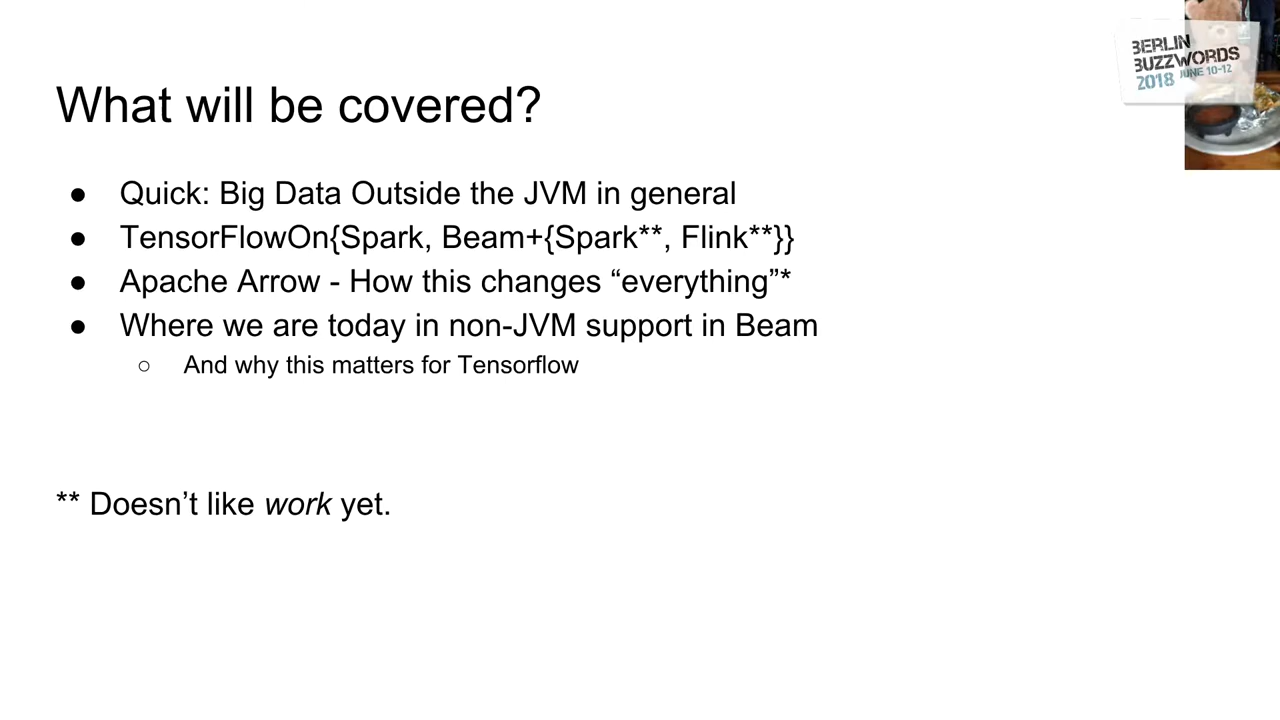 BERLIN
BUZZWORDS
2018 JUNE 10-12
What will be covered?
● Quick: Big Data Outside the JVM in general
● TensorFlowOn{Spark, Beam+{Spark**, Flink**}}
● Apache Arrow - How this changes “everything”*
● Where we are today in non-JVM support in Beam
○ And why this matters for Tensorflow
** Doesn’t like work yet.